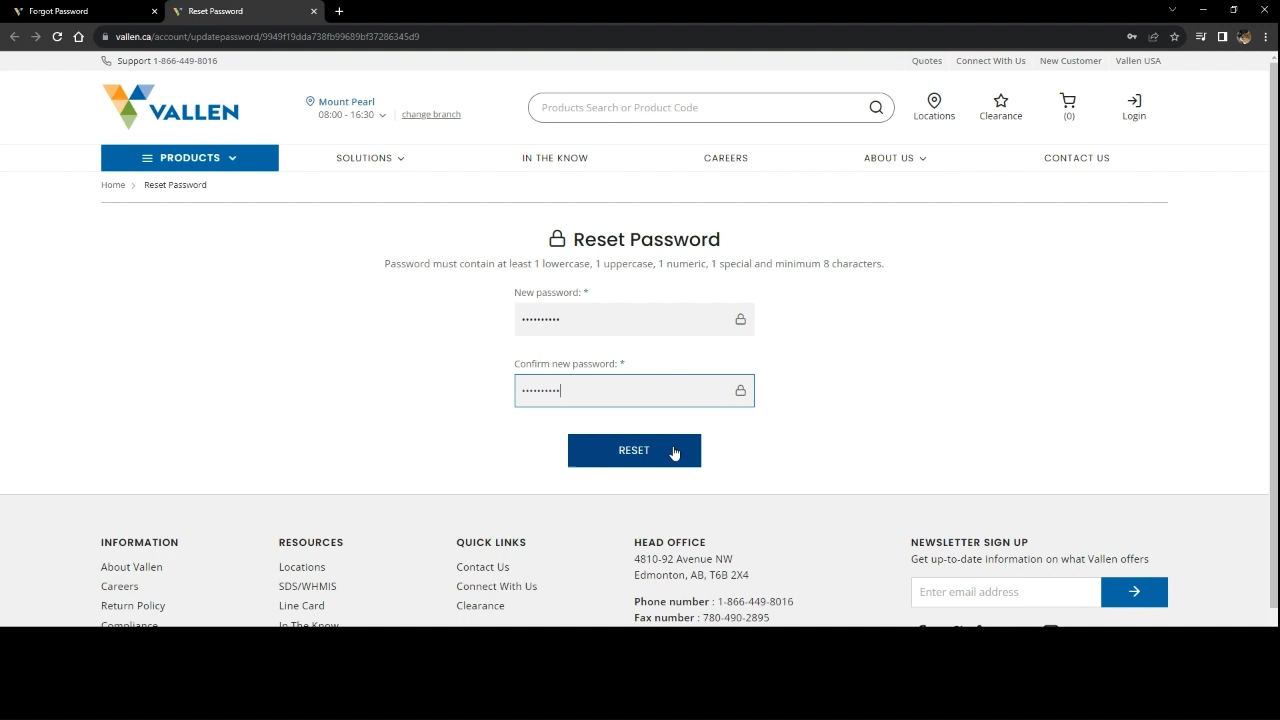 Forgot Password
Reset Password
vallen.ca/account/updatepassword/9949f19dda738fb99689bf37286345d9
Support 1-866-449-8016
Quotes
Connect With Us
New Customer
Vallen USA
VALLEN
Mount Pearl
08:00 - 16:30
change branch
Products Search or Product Code
Locations
Clearance
(0)
Login
PRODUCTS
SOLUTIONS
IN THE KNOW
CAREERS
ABOUT US
CONTACT US
Home
Reset Password
Reset Password
Password must contain at least 1 lowercase, 1 uppercase, 1 numeric, 1 special and minimum 8 characters.
New password: *
••••••••••
Confirm new password: *
••••••••••
RESET
INFORMATION
About Vallen
Careers
Return Policy
Compliance
RESOURCES
Locations
SDS/WHMIS
Line Card
In The Know
QUICK LINKS
Contact Us
Connect With Us
Clearance
HEAD OFFICE
4810-92 Avenue NW
Edmonton, AB, T6B 2X4
Phone number : 1-866-449-8016
Fax number : 780-490-2895
NEWSLETTER SIGN UP
Get up-to-date information on what Vallen offers
Enter email address